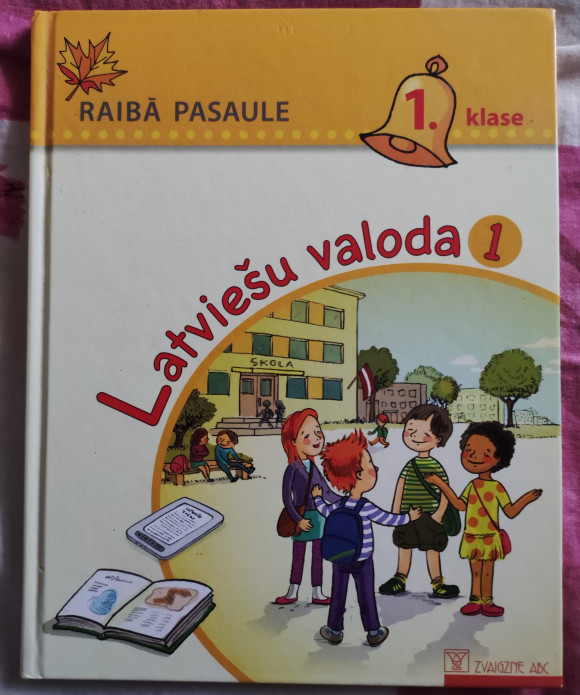 RAIBĀ PASAULE
1. klase
Latviešu valoda 1
SKOLA
ZVAIGZNE ABC